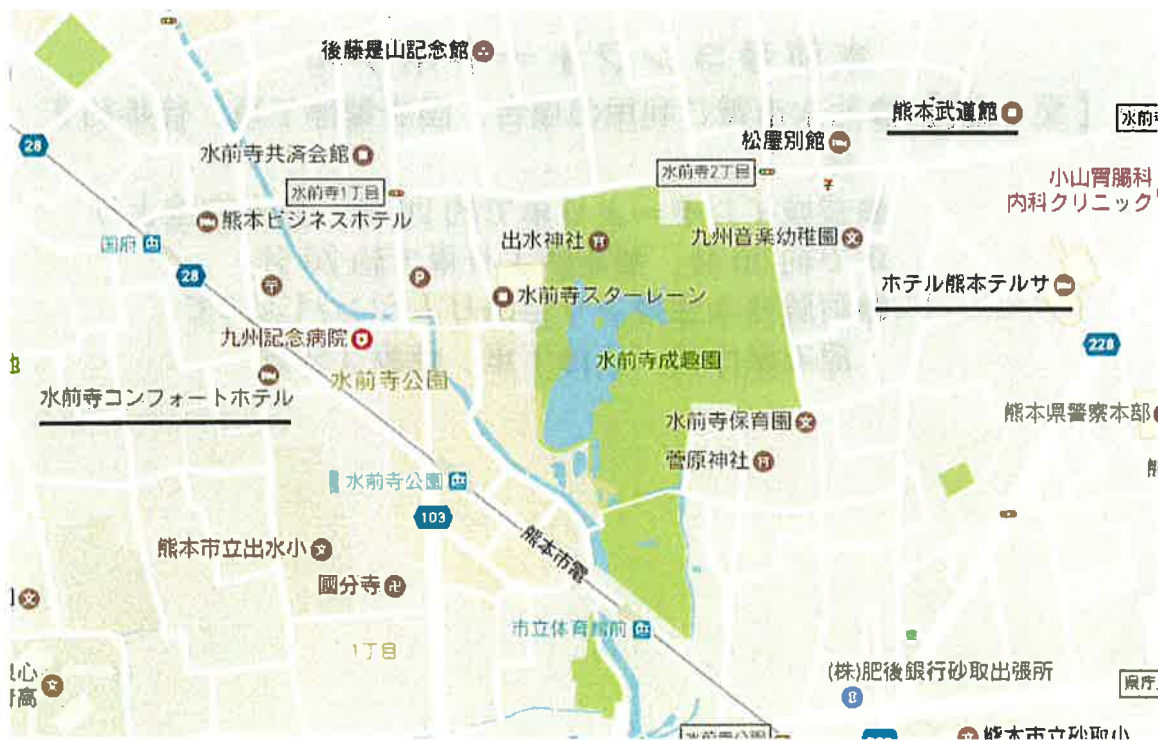 後藤是山記念館
熊本武道館
松屋別館
水前寺共済会館
水前寺2丁目
小山胃腸科
内科クリニック
水前寺1丁目
熊本ビジネスホテル
28
国府
出水神社
九州音楽幼稚園
28
P
水前寺スターレーン
ホテル熊本テルサ
九州記念病院
228
水前寺成趣園
水前寺公園
水前寺コンフォートホテル
水前寺保育園
熊本県警察本部
菅原神社
水前寺公園
103
熊本市電
熊本市立出水小
國分寺
市立体育館前
1丁目
(株)肥後銀行砂取出張所
水前寺公園
熊本市立砂取小